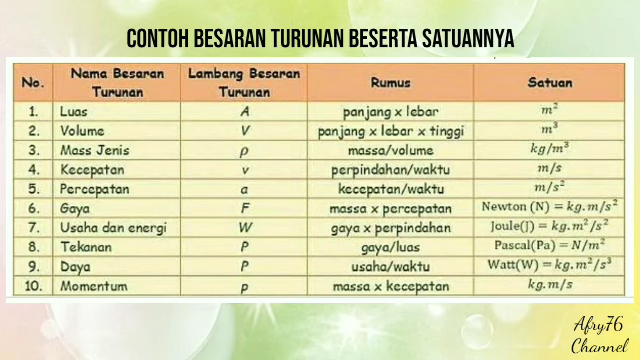 CONTOH BESARAN TURUNAN BESERTA SATUANNYA
No. Nama Besaran Turunan Lambang Besaran Turunan Rumus Satuan
1. Luas A panjang x lebar m²
2. Volume V panjang x lebar x tinggi m³
3. Mass Jenis ρ massa/volume kg/m³
4. Kecepatan v perpindahan/waktu m/s
5. Percepatan a kecepatan/waktu m/s²
6. Gaya F massa x percepatan Newton (N) = kg.m/s²
7. Usaha dan energi W gaya x perpindahan Joule(J) = kg.m²/s²
8. Tekanan P gaya/luas Pascal(Pa) = N/m²
9. Daya P usaha/waktu Watt(W) = kg.m²/s³
10. Momentum p massa x kecepatan kg.m/s
Afry76
Channel